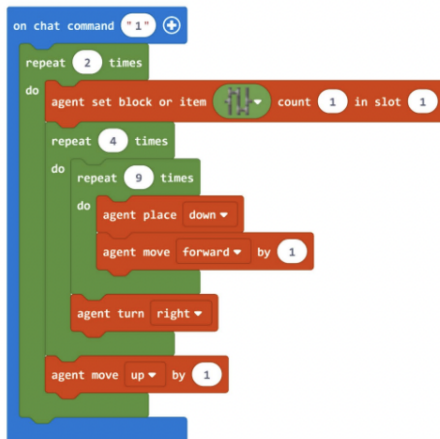 on chat command "1"
repeat 2 times
do
agent set block or item count 1 in slot 1
repeat 4 times
do
repeat 9 times
do
agent place down
agent move forward by 1
agent turn right
agent move up by 1